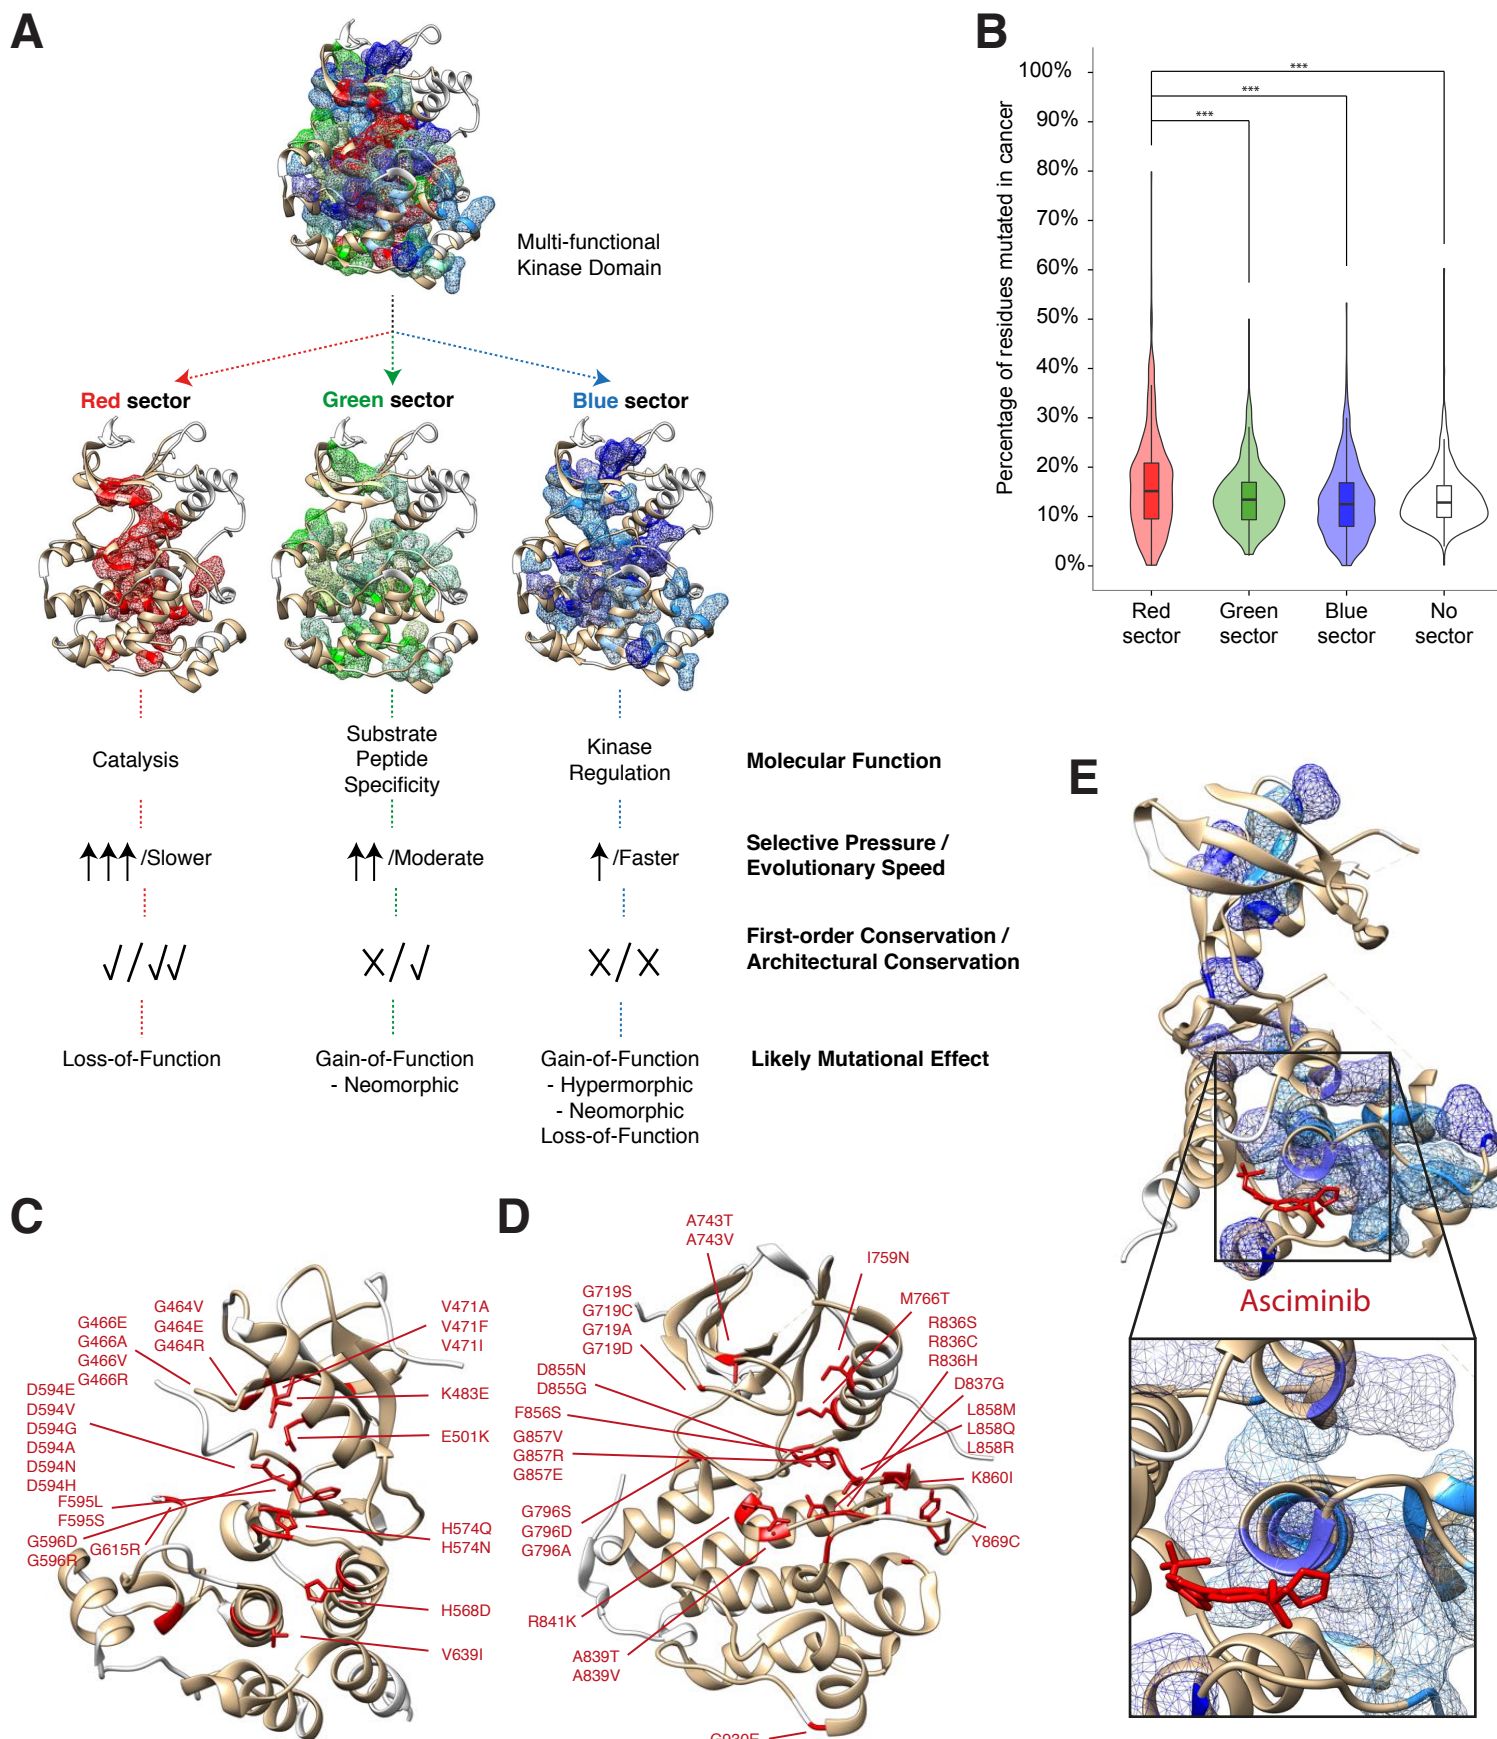 A
Multi-functional
Kinase Domain
Red sector
Green sector
Blue sector
Catalysis
Substrate
Peptide
Specificity
Kinase
Regulation
Molecular Function
/Slower
/Moderate
/Faster
Selective Pressure /
Evolutionary Speed
√/√√
X/√
X/X
First-order Conservation /
Architectural Conservation
Loss-of-Function
Gain-of-Function
- Neomorphic
Gain-of-Function
- Hypermorphic
- Neomorphic
Loss-of-Function
Likely Mutational Effect
B
Percentage of residues mutated in cancer
100%
90%
80%
70%
60%
50%
40%
30%
20%
10%
0%
***
***
***
Red
sector
Green
sector
Blue
sector
No
sector
C
G466E
G466A
G466V
G466R
G464V
G464E
G464R
V471A
V471F
V471I
K483E
E501K
D594E
D594V
D594G
D594A
D594N
D594H
F595L
F595S
G596D
G596R
G615R
H574Q
H574N
H568D
V639I
D
A743T
A743V
I759N
G719S
G719C
G719A
G719D
M766T
R836S
R836C
R836H
D855N
D855G
D837G
F856S
L858M
L858Q
L858R
G857V
G857R
G857E
K860I
G796S
G796D
G796A
Y869C
R841K
A839T
A839V
E
Asciminib